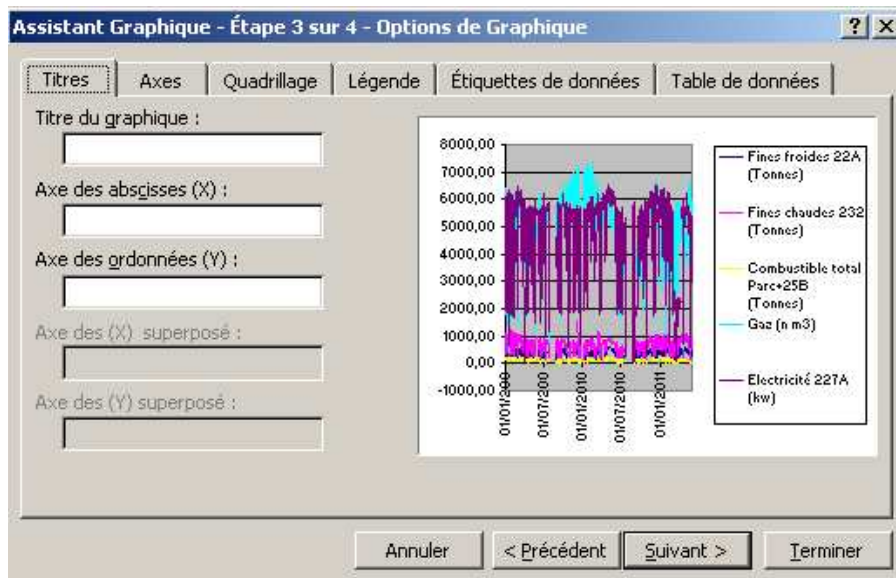 Assistant Graphique - Étape 3 sur 4 - Options de Graphique
Titres
Axes
Quadrillage
Légende
Étiquettes de données
Table de données
Titre du graphique :
Axe des abscisses (X) :
Axe des ordonnées (Y) :
Axe des (X) superposé :
Axe des (Y) superposé :
8000,00
7000,00
6000,00
5000,00
4000,00
3000,00
2000,00
1000,00
0,00
-1000,00
01/01/200
01/07/200
01/01/2010
01/07/2010
01/01/2011
Fines froides 22A
(Tonnes)
Fines chaudes 232
(Tonnes)
Combustible total
Parc+25B
(Tonnes)
Gaz (n m3)
Electricité 227A
(kw)
Annuler
< Précédent
Suivant >
Terminer